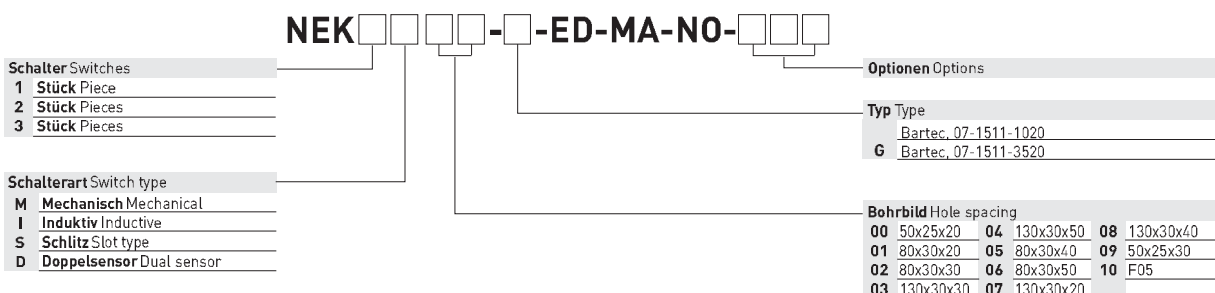 NEK□□ □□-□-ED-MA-NO-□□□
Schalter Switches
1 Stück Piece
2 Stück Pieces
3 Stück Pieces
Schalterart Switch type
M Mechanisch Mechanical
I Induktiv Inductive
S Schlitz Slot type
D Doppelsensor Dual sensor
Optionen Options
Typ Type
Bartec, 07-1511-1020
G Bartec, 07-1511-3520
Bohrbild Hole spacing
00 50x25x20 04 130x30x50 08 130x30x40
01 80x30x20 05 80x30x40 09 50x25x30
02 80x30x30 06 80x30x50 10 F05
03 130x30x30 07 130x30x20